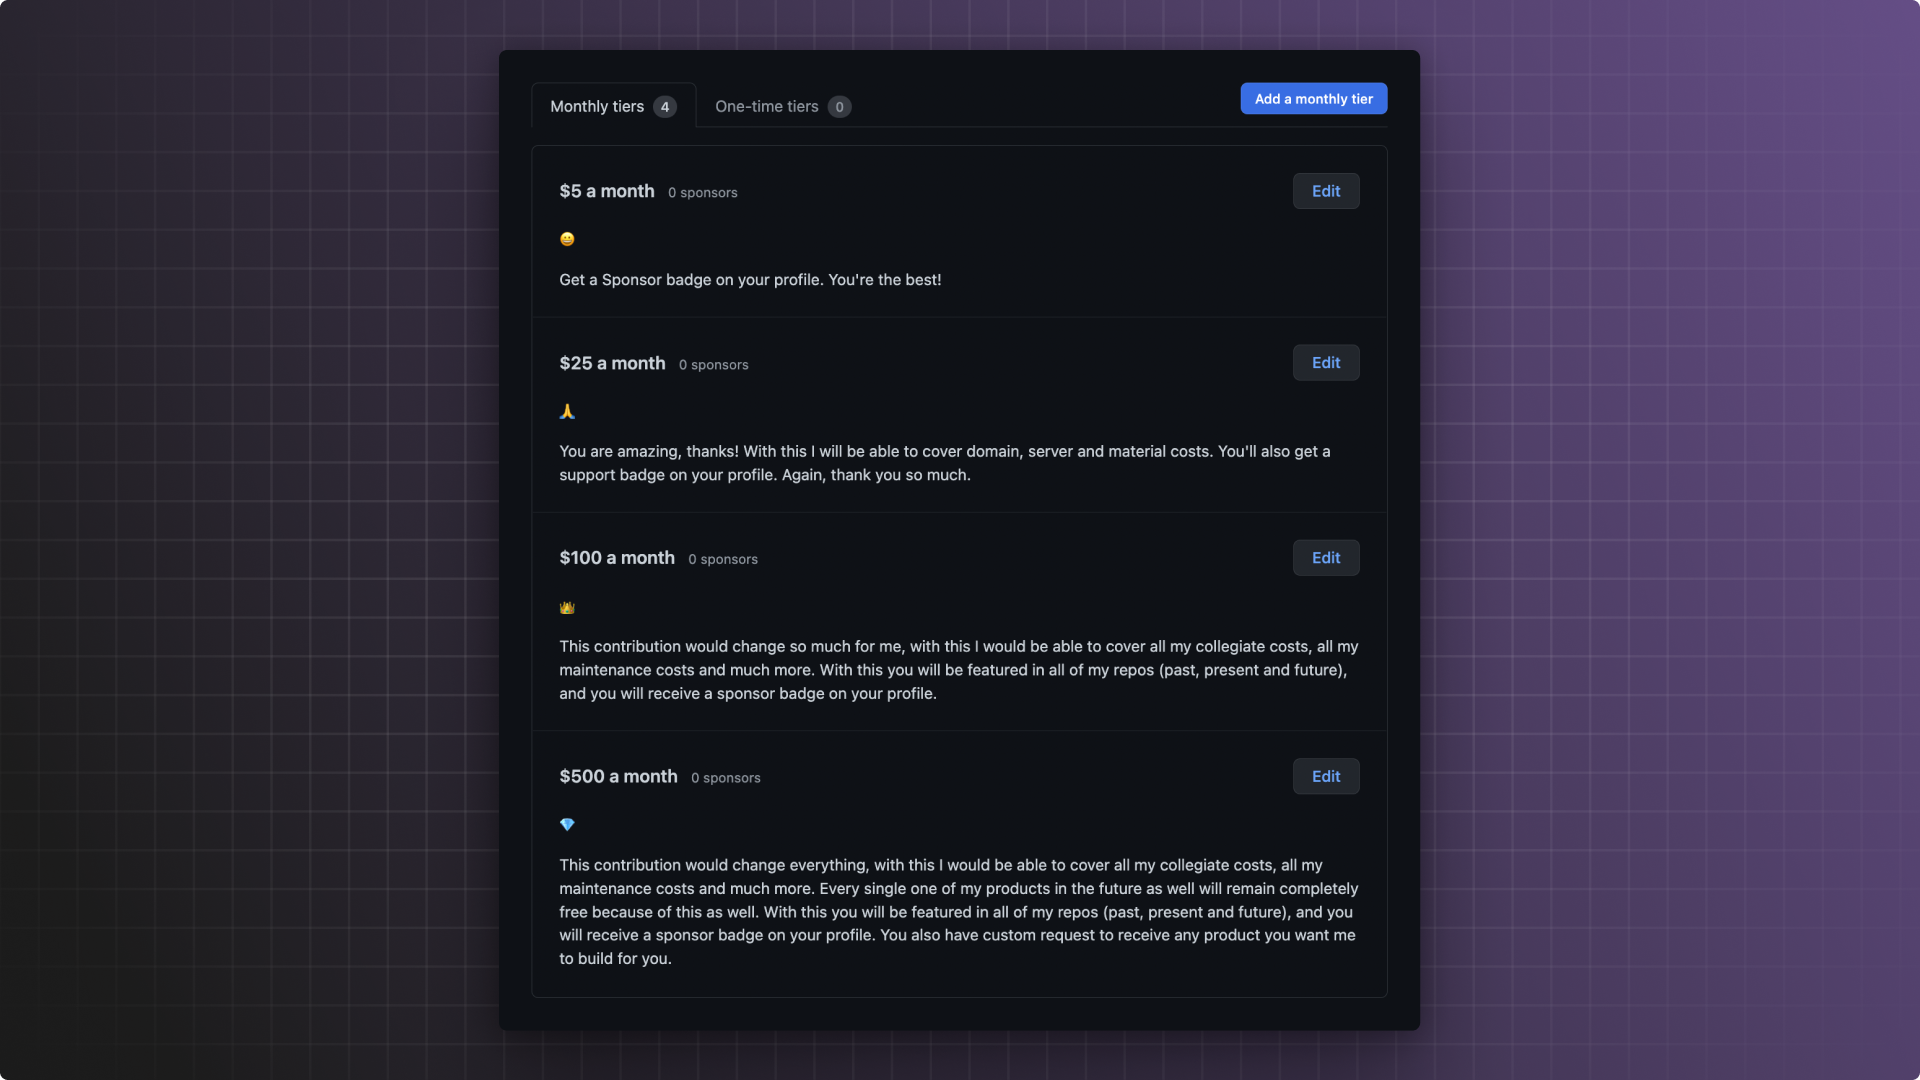 Monthly tiers 4 One-time tiers 0 Add a monthly tier
$5 a month 0 sponsors Edit
😄
Get a Sponsor badge on your profile. You're the best!
$25 a month 0 sponsors Edit
🙏
You are amazing, thanks! With this I will be able to cover domain, server and material costs. You'll also get a
support badge on your profile. Again, thank you so much.
$100 a month 0 sponsors Edit
👑
This contribution would change so much for me, with this I would be able to cover all my collegiate costs, all my
maintenance costs and much more. With this you will be featured in all of my repos (past, present and future),
and you will receive a sponsor badge on your profile.
$500 a month 0 sponsors Edit
💎
This contribution would change everything, with this I would be able to cover all my collegiate costs, all my
maintenance costs and much more. Every single one of my products in the future as well will remain completely
free because of this as well. With this you will be featured in all of my repos (past, present and future), and you
will receive a sponsor badge on your profile. You also have custom request to receive any product you want me
to build for you.